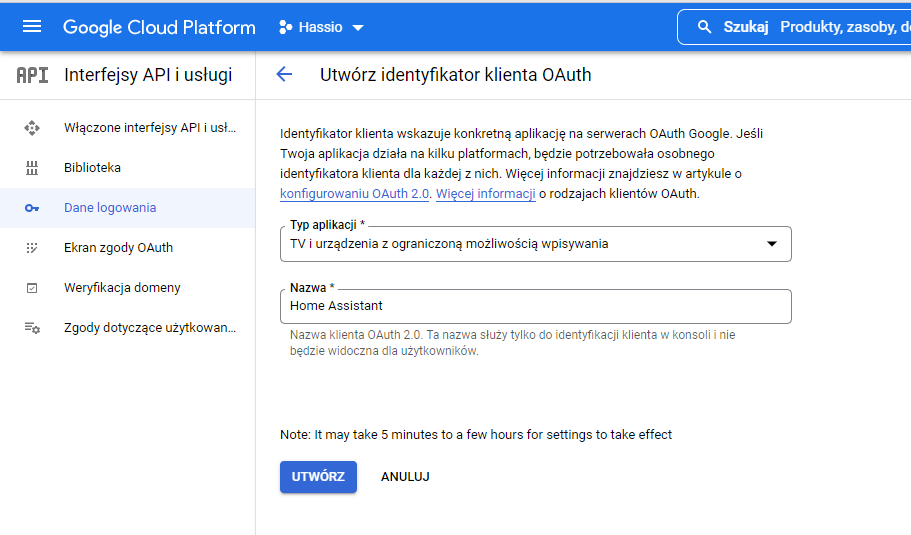 Google Cloud Platform
Hassio
Szukaj Produkty, zasoby,
API Interfejsy API i usługi
Utwórz identyfikator klienta OAuth
Włączone interfejsy API i usł...
Biblioteka
Dane logowania
Ekran zgody OAuth
Weryfikacja domeny
Zgody dotyczące użytkowan...
Identyfikator klienta wskazuje konkretną aplikację na serwerach OAuth Google. Jeśli
Twoja aplikacja działa na kilku platformach, będzie potrzebowała osobnego
identyfikatora klienta dla każdej z nich. Więcej informacji znajdziesz w artykule o
konfigurowaniu OAuth 2.0. Więcej informacji o rodzajach klientów OAuth.
Typ aplikacji *
TV i urządzenia z ograniczoną możliwością wpisywania
Nazwa *
Home Assistant
Nazwa klienta OAuth 2.0. Ta nazwa służy tylko do identyfikacji klienta w konsoli i nie
będzie widoczna dla użytkowników.
Note: It may take 5 minutes to a few hours for settings to take effect
UTWÓRZ
ANULUJ